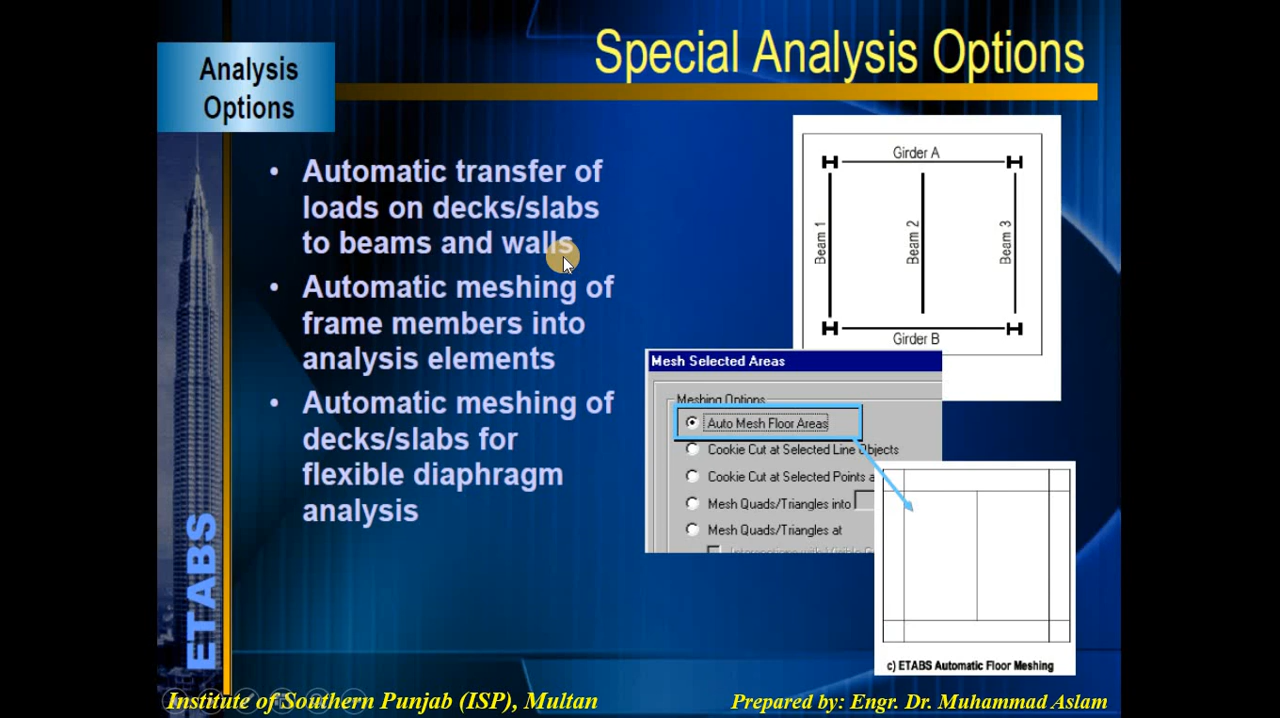 Special Analysis Options
Analysis
Options
• Automatic transfer of
loads on decks/slabs
to beams and walls
• Automatic meshing of
frame members into
analysis elements
• Automatic meshing of
decks/slabs for
flexible diaphragm
analysis
Girder A
Beam 1
Beam 2
Beam 3
Girder B
Mesh Selected Areas
Meshing Options
Auto Mesh Floor Areas
Cookie Cut at Selected Line Objects
Cookie Cut at Selected Points
Mesh Quads/Triangles into
Mesh Quads/Triangles at
c) ETABS Automatic Floor Meshing
ETABS
Institute of Southern Punjab (ISP), Multan
Prepared by: Engr. Dr. Muhammad Aslam